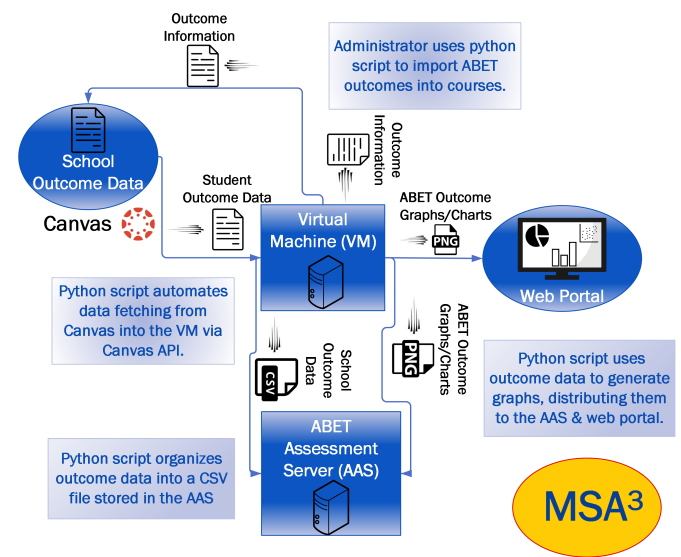 Outcome
Information
Administrator uses python
script to import ABET
outcomes into courses.
Outcome
Information
School
Outcome Data
Canvas
Student
Outcome Data
Virtual
Machine (VM)
ABET Outcome
Graphs/Charts
PNG
Web Portal
Python script automates
data fetching from
Canvas into the VM via
Canvas API.
School
Outcome
Data
CSV
ABET Outcome
Graphs/Charts
PNG
Python script uses
outcome data to generate
graphs, distributing them
to the AAS & web portal.
ABET
Assessment
Server (AAS)
Python script organizes
outcome data into a CSV
file stored in the AAS
MSA³